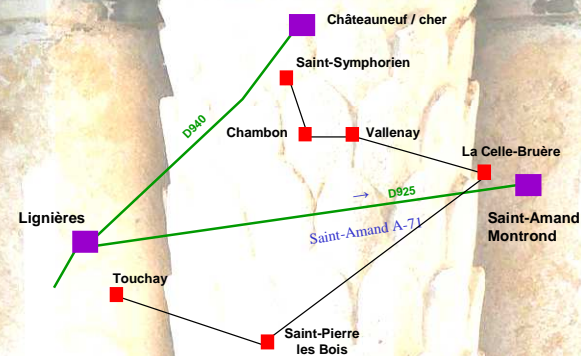 Châteauneuf / cher
Saint-Symphorien
D940
Chambon
Vallenay
La Celle-Bruère
→ D925
Lignières
Saint-Amand A-71
Saint-Amand
Montrond
Touchay
Saint-Pierre
les Bois